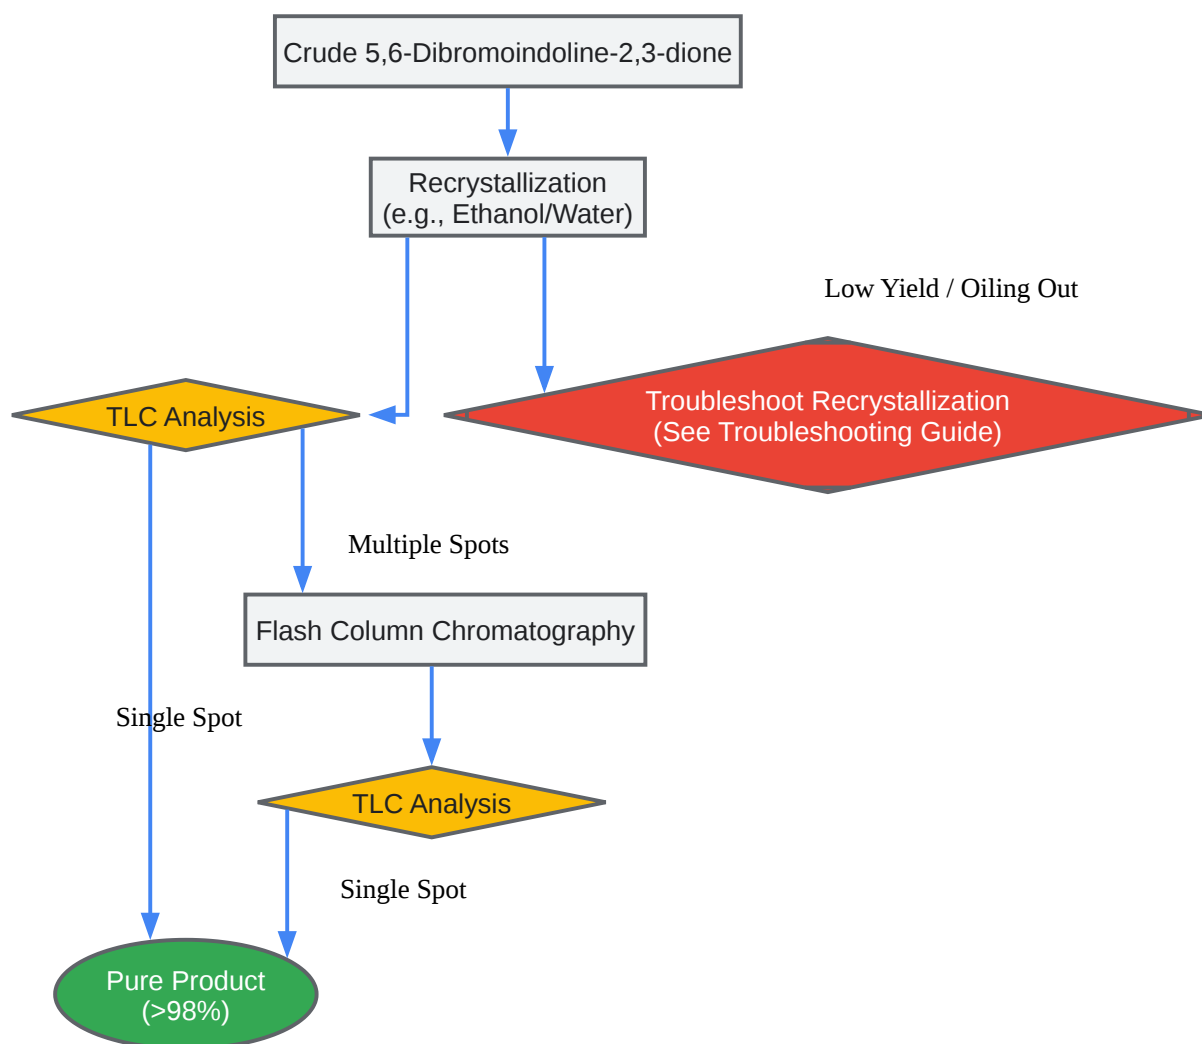 Crude 5,6-Dibromoindoline-2,3-dione
Recrystallization
(e.g., Ethanol/Water)
Low Yield / Oiling Out
TLC Analysis
Troubleshoot Recrystallization
(See Troubleshooting Guide)
Multiple Spots
Flash Column Chromatography
Single Spot
TLC Analysis
Single Spot
Pure Product
(>98%)